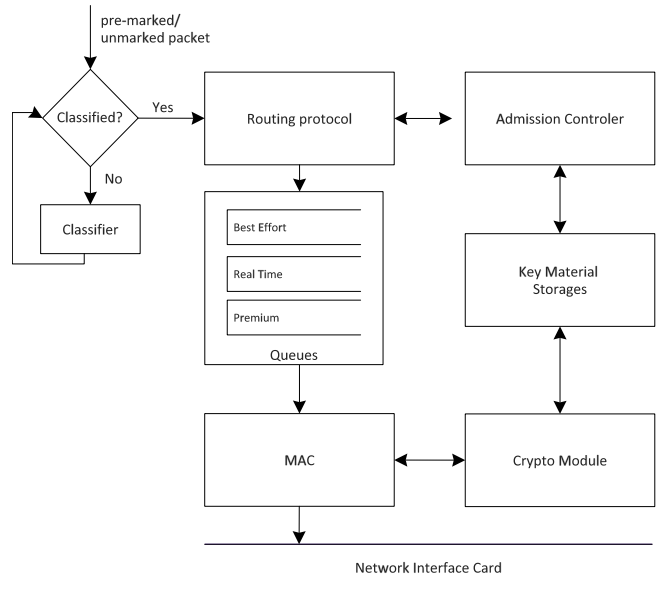 pre-marked/
unmarked packet
Classified?
Yes
Routing protocol
Admission Controler
No
Classifier
Best Effort
Real Time
Premium
Queues
Key Material
Storages
MAC
Crypto Module
Network Interface Card